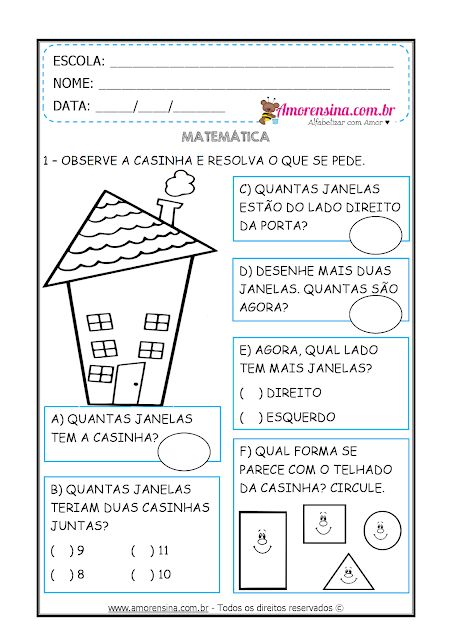 ESCOLA: ______________________________________
NOME: ______________________________________
DATA: _____/____/_______
Amorensina.com.br
Alfabetizar com Amor ♥
MATEMÁTICA
1 – OBSERVE A CASINHA E RESOLVA O QUE SE PEDE.
A) QUANTAS JANELAS
TEM A CASINHA?
B) QUANTAS JANELAS
TERIAM DUAS CASINHAS
JUNTAS?
( ) 9 ( ) 11
( ) 8 ( ) 10
C) QUANTAS JANELAS
ESTÃO DO LADO DIREITO
DA PORTA?
D) DESENHE MAIS DUAS
JANELAS. QUANTAS SÃO
AGORA?
E) AGORA, QUAL LADO
TEM MAIS JANELAS?
( ) DIREITO
( ) ESQUERDO
F) QUAL FORMA SE
PARECE COM O TELHADO
DA CASINHA? CIRCULE.
www.amorensina.com.br - Todos os direitos reservados ©